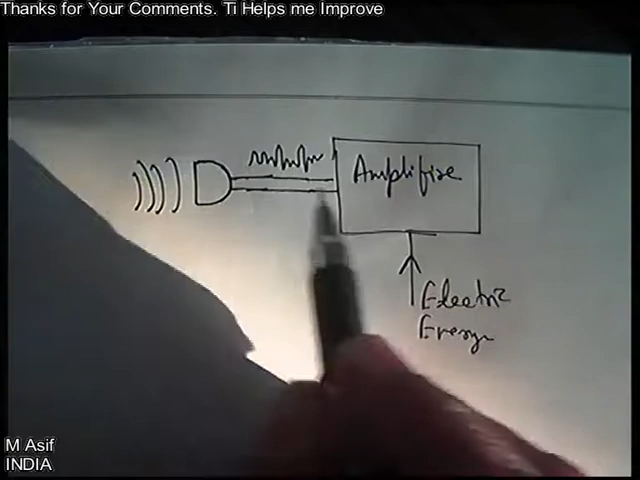 Thanks for Your Comments. Ti Helps me Improve
Amplifire
Electric
Energy
M Asif
INDIA